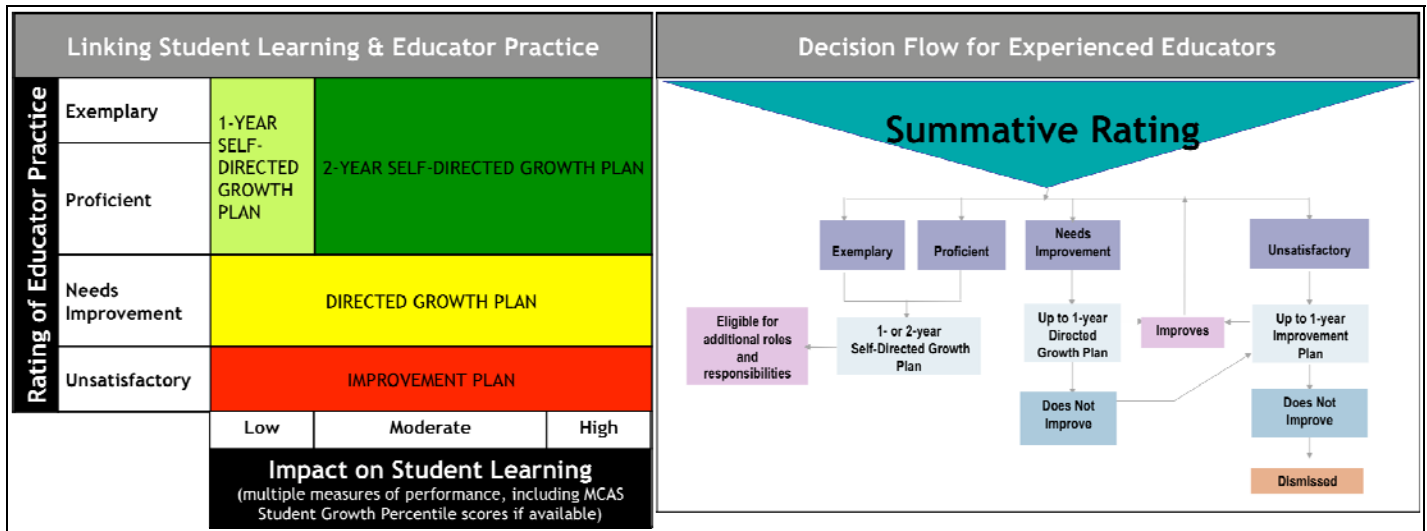 Linking Student Learning & Educator Practice
Rating of Educator Practice
Exemplary
Proficient
Needs
Improvement
Unsatisfactory
1-YEAR
SELF-
DIRECTED
GROWTH
PLAN
2-YEAR SELF-DIRECTED GROWTH PLAN
DIRECTED GROWTH PLAN
IMPROVEMENT PLAN
Low
Moderate
High
Impact on Student Learning
(multiple measures of performance, including MCAS
Student Growth Percentile scores if available)
Decision Flow for Experienced Educators
Summative Rating
Exemplary
Proficient
Needs
Improvement
Unsatisfactory
Eligible for
additional roles
and
responsibilities
1- or 2-year
Self-Directed Growth
Plan
Up to 1-year
Directed
Growth Plan
Improves
Up to 1-year
Improvement
Plan
Does Not
Improve
Does Not
Improve
Dismissed